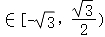 ∈[-√3, √3/2)